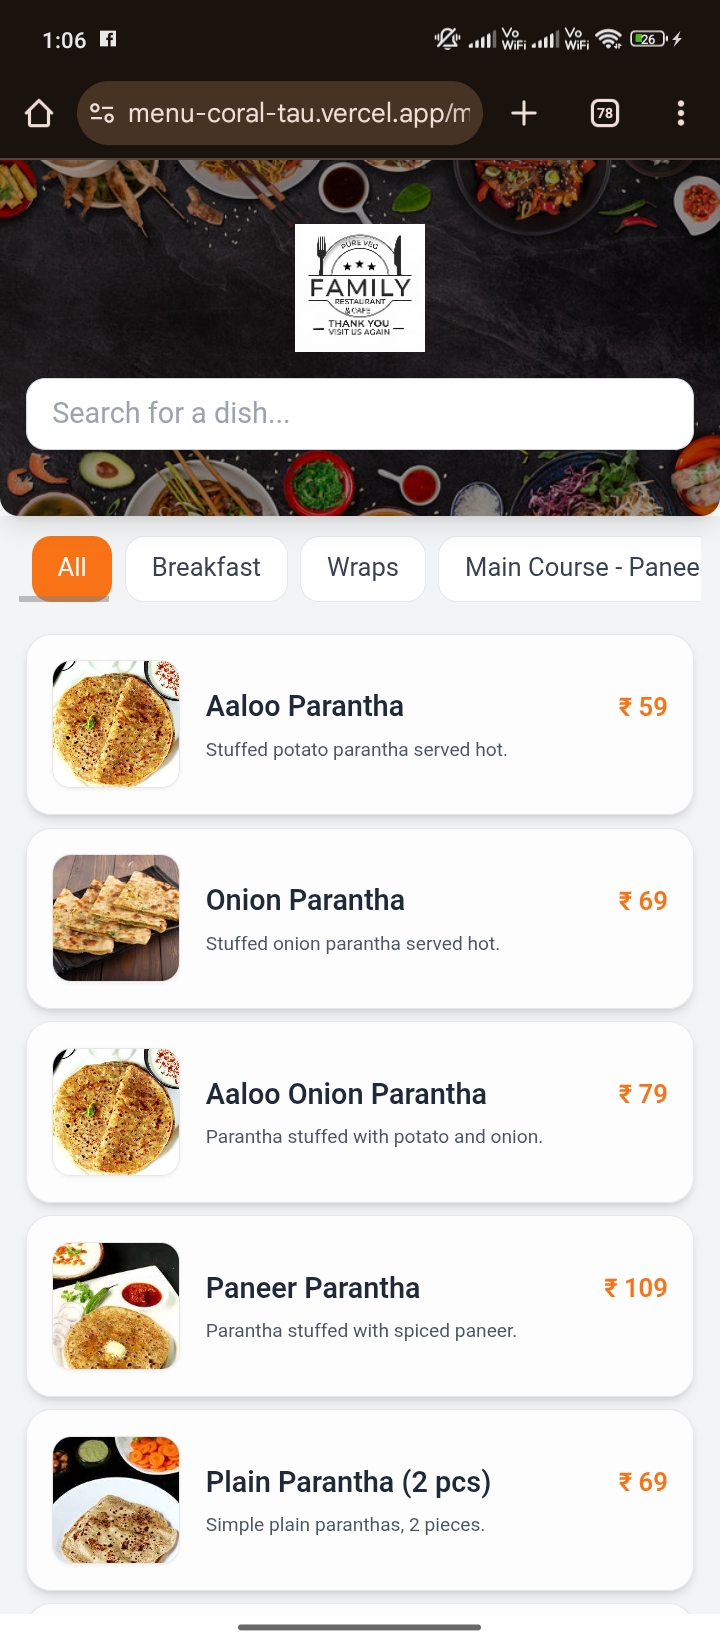 1:06
Vo
WiFi
Vo
WiFi
26
menu-coral-tau.vercel.app/m
78
PURE VEG
FAMILY
RESTAURANT
& CAFE
THANK YOU
VISIT US AGAIN
Search for a dish...
All
Breakfast
Wraps
Main Course - Panee
Aaloo Parantha
₹ 59
Stuffed potato parantha served hot.
Onion Parantha
₹ 69
Stuffed onion parantha served hot.
Aaloo Onion Parantha
₹ 79
Parantha stuffed with potato and onion.
Paneer Parantha
₹ 109
Parantha stuffed with spiced paneer.
Plain Parantha (2 pcs)
₹ 69
Simple plain paranthas, 2 pieces.